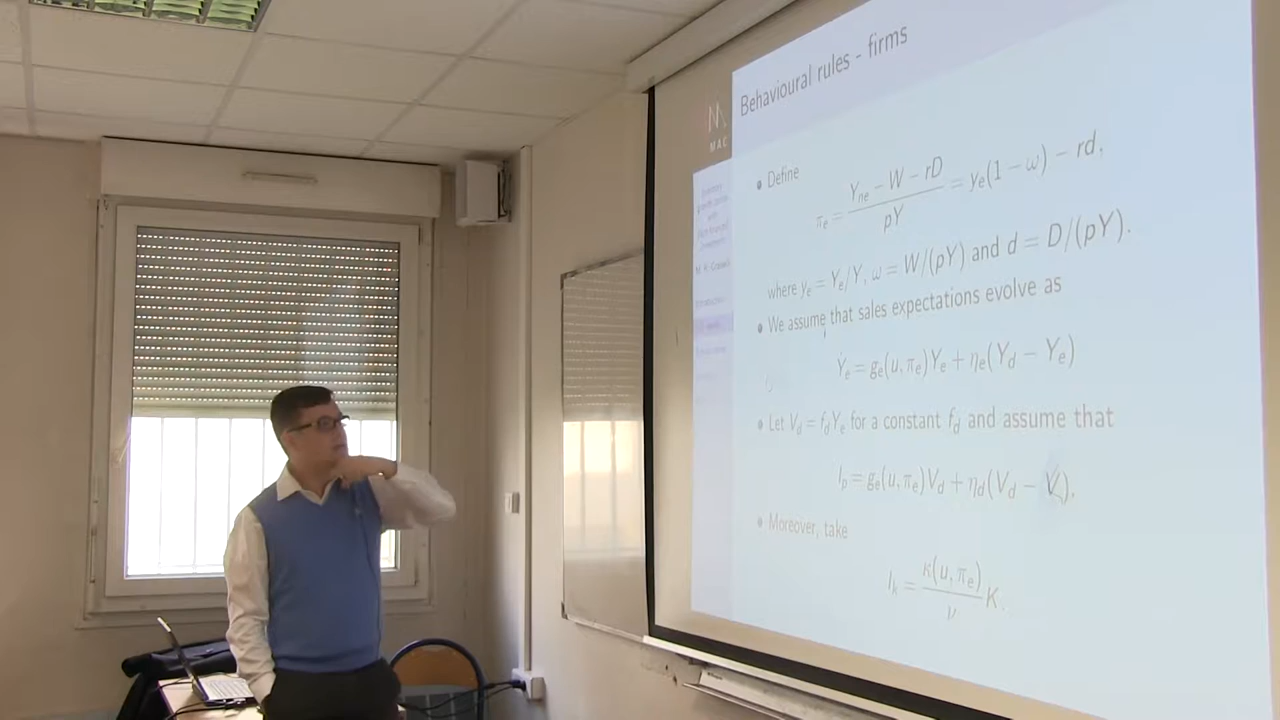 Behavioural rules - firms
M
MAC
• Define
π_e = (Y_ne − W − rD)/(pY) = y_e(1 − ω) − rd,
where y_e = Y_e/Y, ω = W/(pY) and d = D/(pY).
• We assume that sales expectations evolve as
Ẏ_e = g_e(u, π_e)Y_e + η_e(Y_d − Y_e)
• Let V_d = f_d Y_e for a constant f_d and assume that
I_p = g_e(u, π_e)V_d + η_d(V_d − V),
• Moreover, take
I_k = κ(u, π_e)/ν K.